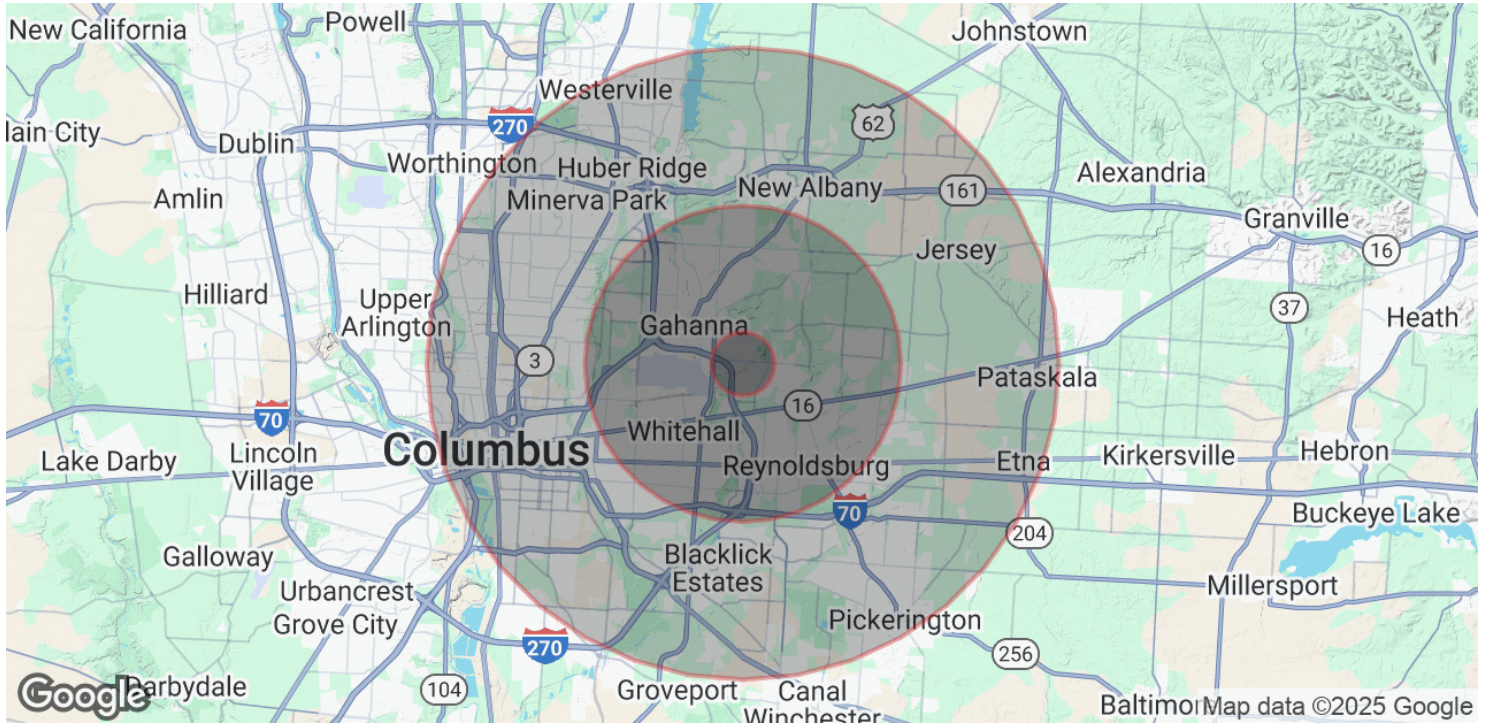 New California
Powell
Johnstown
Westerville
270
62
Dublin
Worthington
Huber Ridge
Alexandria
Amlin
Minerva Park
New Albany
161
Granville
16
Jersey
Hilliard
Upper
Arlington
37
Heath
Gahanna
3
Pataskala
16
70
Whitehall
Columbus
Lake Darby
Lincoln
Village
Reynoldsburg
Etna
Kirkersville
Hebron
70
Buckeye Lake
204
Galloway
Blacklick
Estates
Millersport
Urbancrest
Grove City
Pickerington
270
256
Google
104
Groveport
Canal
Winchester
Map data ©2025 Google